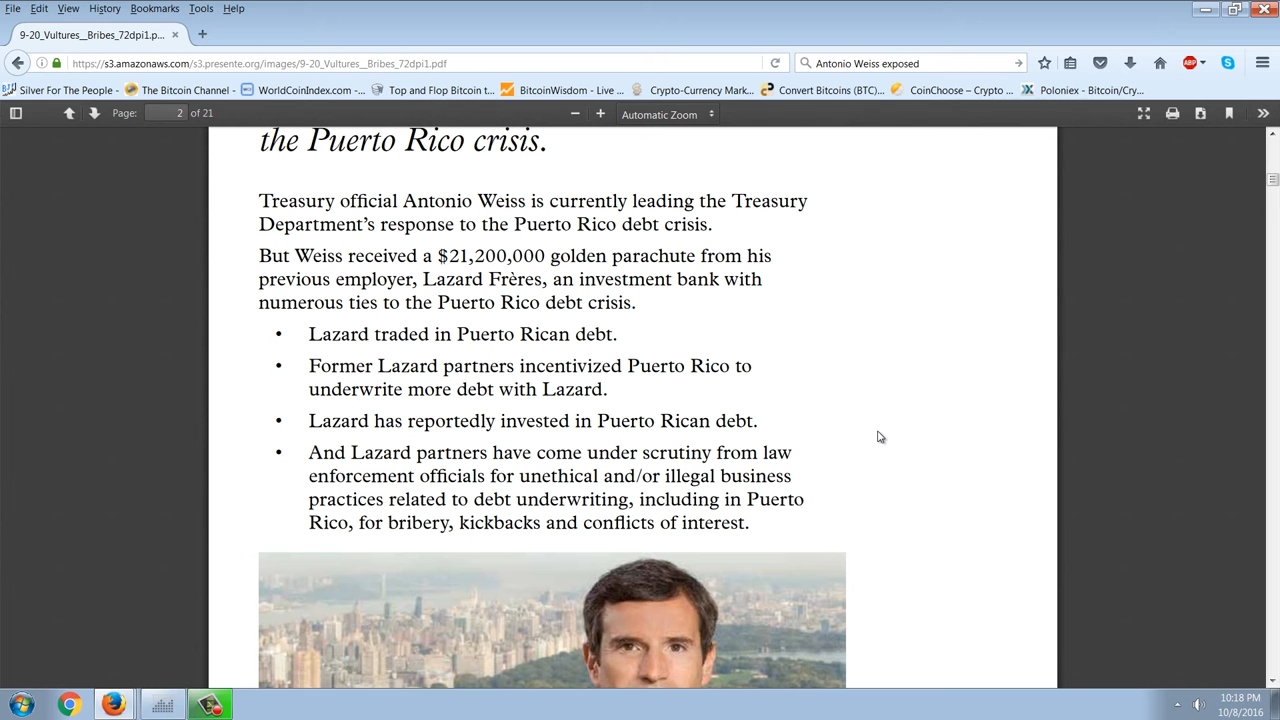 File Edit View History Bookmarks Tools Help
9-20_Vultures__Bribes_72dpi1.p...
https://s3.amazonaws.com/s3.presente.org/images/9-20_Vultures__Bribes_72dpi1.pdf
Antonio Weiss exposed
ABP
Silver For The People - The Bitcoin Channel - WorldCoinIndex.com -... Top and Flop Bitcoin t... BitcoinWisdom - Live ... Crypto-Currency Mark... Convert Bitcoins (BTC)... CoinChoose – Crypto ... Poloniex - Bitcoin/Cry...
Page: 2 of 21
Automatic Zoom
the Puerto Rico crisis.
Treasury official Antonio Weiss is currently leading the Treasury
Department’s response to the Puerto Rico debt crisis.
But Weiss received a $21,200,000 golden parachute from his
previous employer, Lazard Frères, an investment bank with
numerous ties to the Puerto Rico debt crisis.
• Lazard traded in Puerto Rican debt.
• Former Lazard partners incentivized Puerto Rico to
underwrite more debt with Lazard.
• Lazard has reportedly invested in Puerto Rican debt.
• And Lazard partners have come under scrutiny from law
enforcement officials for unethical and/or illegal business
practices related to debt underwriting, including in Puerto
Rico, for bribery, kickbacks and conflicts of interest.
10:18 PM
10/8/2016